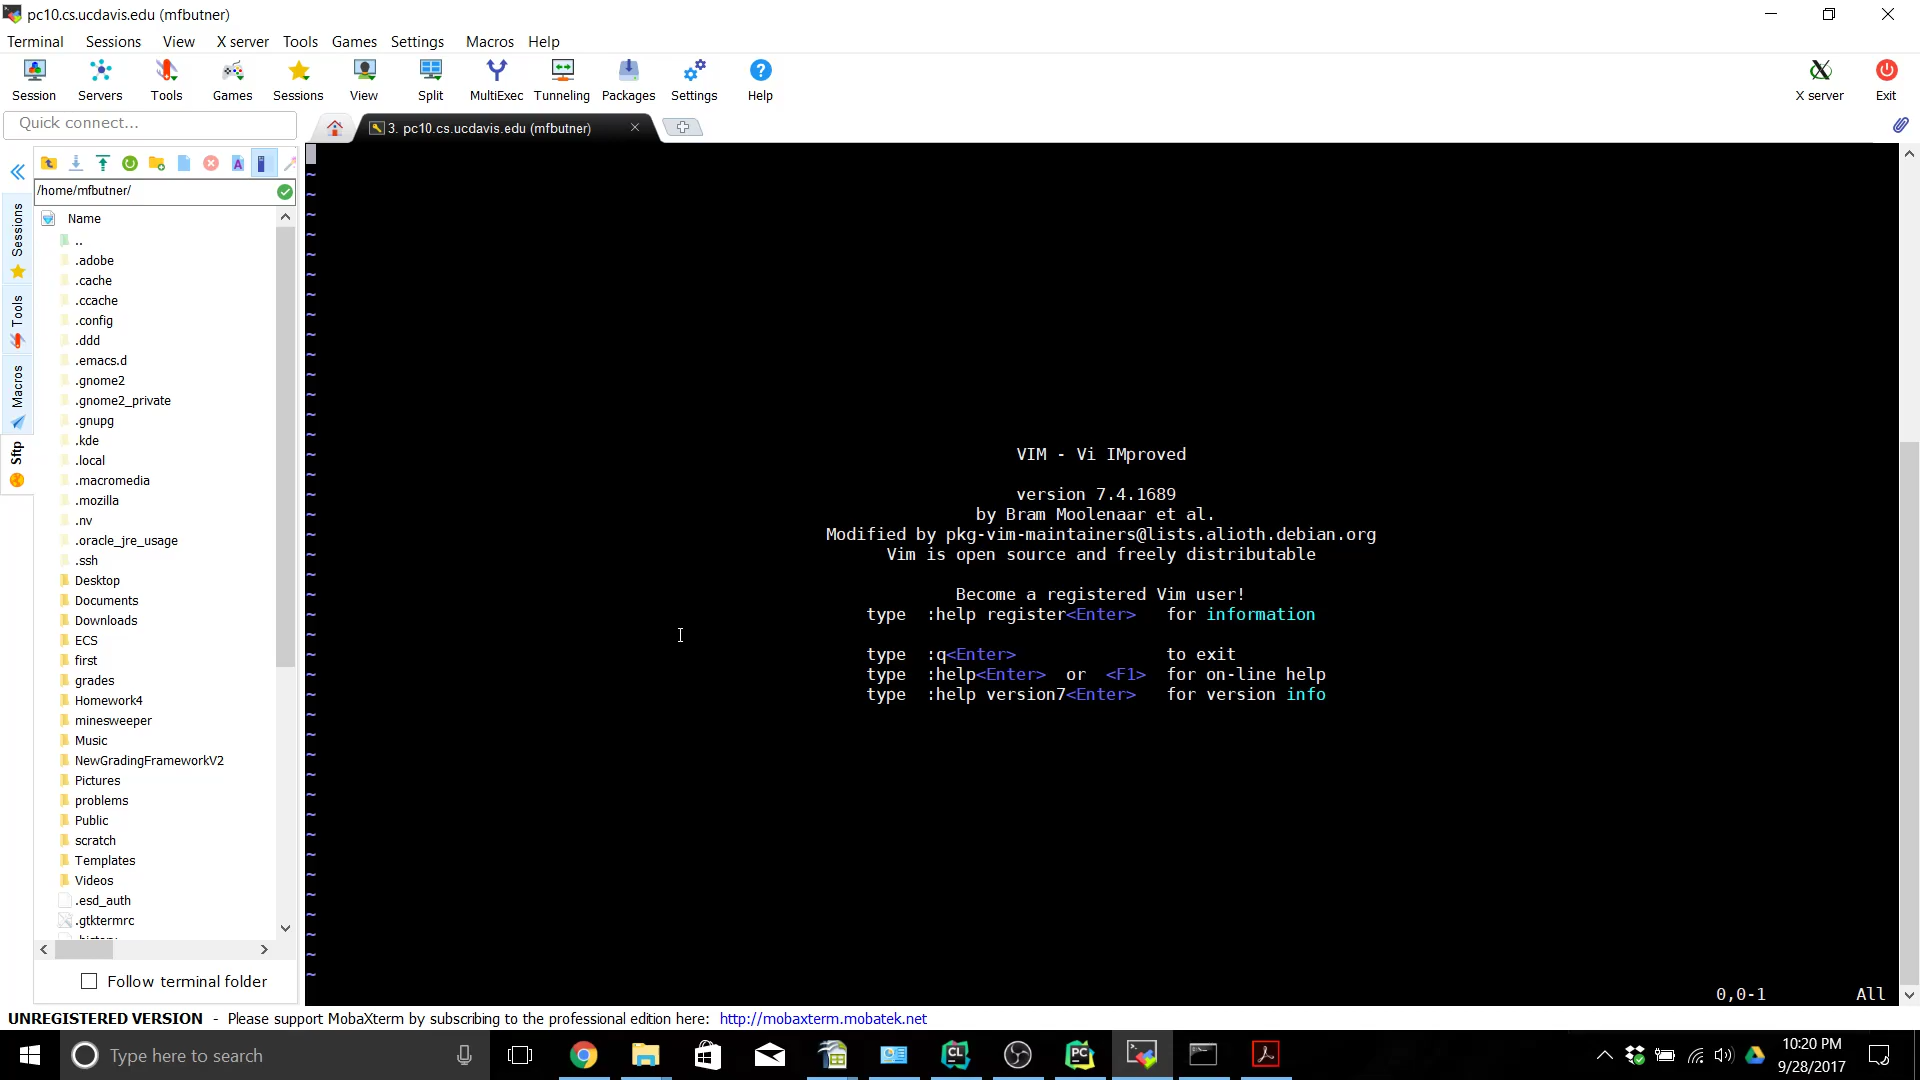 pc10.cs.ucdavis.edu (mfbutner)
Terminal Sessions View X server Tools Games Settings Macros Help
Session Servers Tools Games Sessions View Split MultiExec Tunneling Packages Settings Help X server Exit
Quick connect...
3. pc10.cs.ucdavis.edu (mfbutner)
/home/mfbutner/
Name
..
.adobe
.cache
.ccache
.config
.ddd
.emacs.d
.gnome2
.gnome2_private
.gnupg
.kde
.local
.macromedia
.mozilla
.nv
.oracle_jre_usage
.ssh
Desktop
Documents
Downloads
ECS
first
grades
Homework4
minesweeper
Music
NewGradingFrameworkV2
Pictures
problems
Public
scratch
Templates
Videos
.esd_auth
.gtktermrc
Follow terminal folder
Sessions
Tools
Macros
Sftp
~
~
~
~
~
~
~
~
~
~
~
~
~
~
~ VIM - Vi IMproved
~
~ version 7.4.1689
~ by Bram Moolenaar et al.
~ Modified by pkg-vim-maintainers@lists.alioth.debian.org
~ Vim is open source and freely distributable
~
~ Become a registered Vim user!
~ type :help register<Enter> for information
~
~ type :q<Enter> to exit
~ type :help<Enter> or <F1> for on-line help
~ type :help version7<Enter> for version info
~
~
~
~
~
~
~
~
~
~
~
~
~
~
0,0-1 All
UNREGISTERED VERSION - Please support MobaXterm by subscribing to the professional edition here: http://mobaxterm.mobatek.net
Type here to search
CL
PC
10:20 PM
9/28/2017